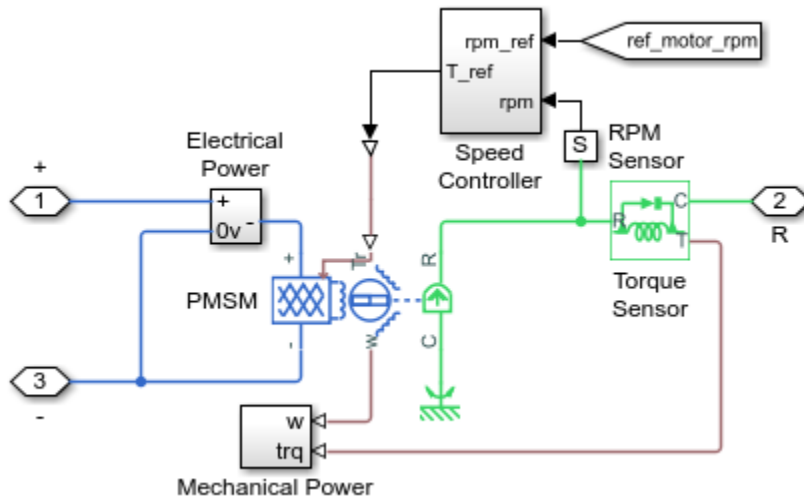 rpm_ref
ref_motor_rpm
T_ref
rpm
Electrical
Power
Speed
Controller
S
RPM
Sensor
+
1
+
0v
-
R
C
T
2
R
Torque
Sensor
+
Tr
R
PMSM
-
w
C
3
-
w
trq
Mechanical Power